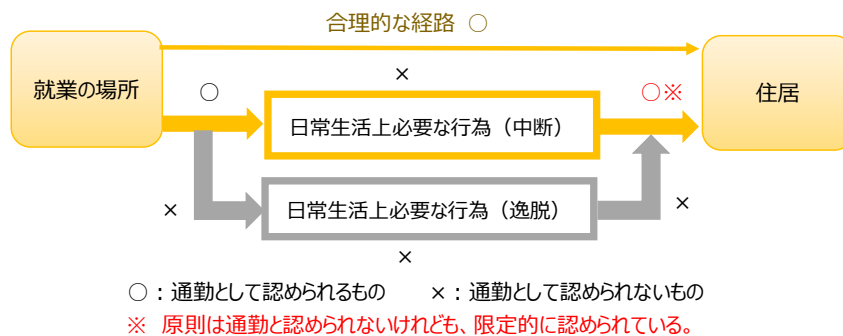 合理的な経路 ○
就業の場所
○
×
○※
住居
日常生活上必要な行為（中断）
×
日常生活上必要な行為（逸脱）
×
×
○：通勤として認められるもの　　×：通勤として認められないもの
※　原則は通勤と認められないけれども、限定的に認められている。